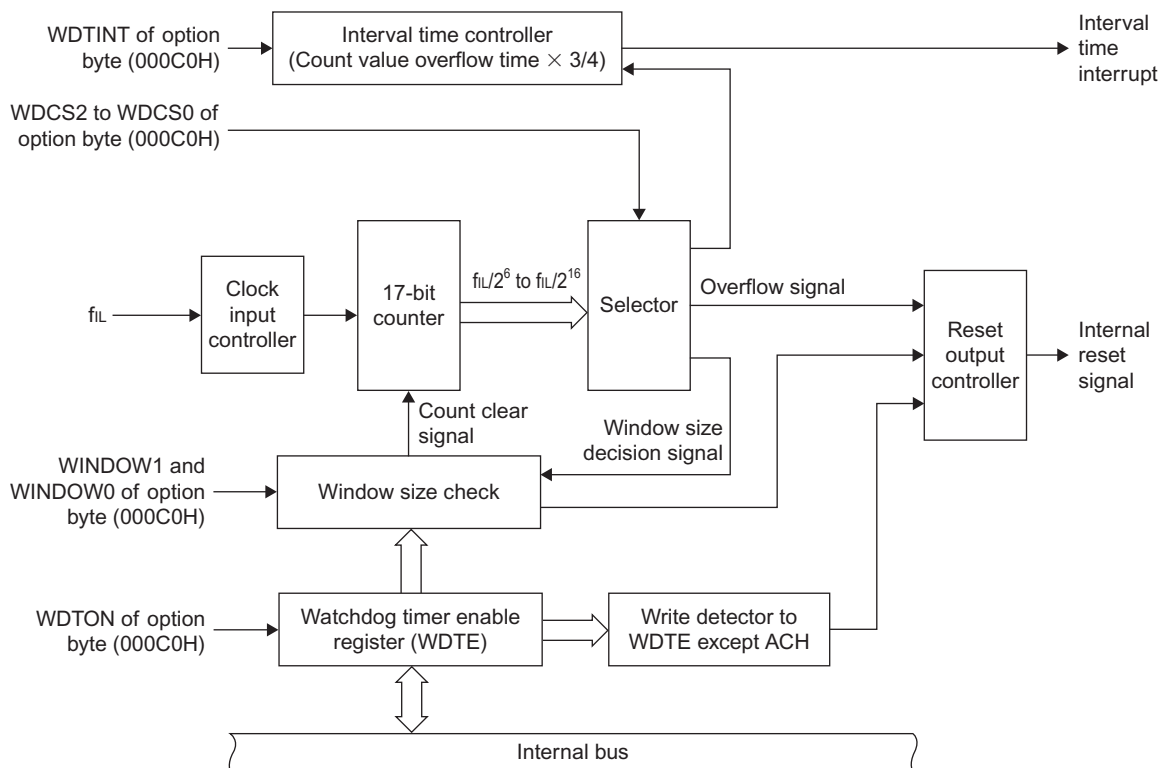 WDTINT of option
byte (000C0H)
Interval time controller
(Count value overflow time × 3/4)
Interval
time
interrupt
WDCS2 to WDCS0 of
option byte (000C0H)
fIL
Clock
input
controller
17-bit
counter
fIL/2^6 to fIL/2^16
Selector
Overflow signal
Reset
output
controller
Internal
reset
signal
Count clear
signal
Window size
decision signal
WINDOW1 and
WINDOW0 of option
byte (000C0H)
Window size check
WDTON of option
byte (000C0H)
Watchdog timer enable
register (WDTE)
Write detector to
WDTE except ACH
Internal bus